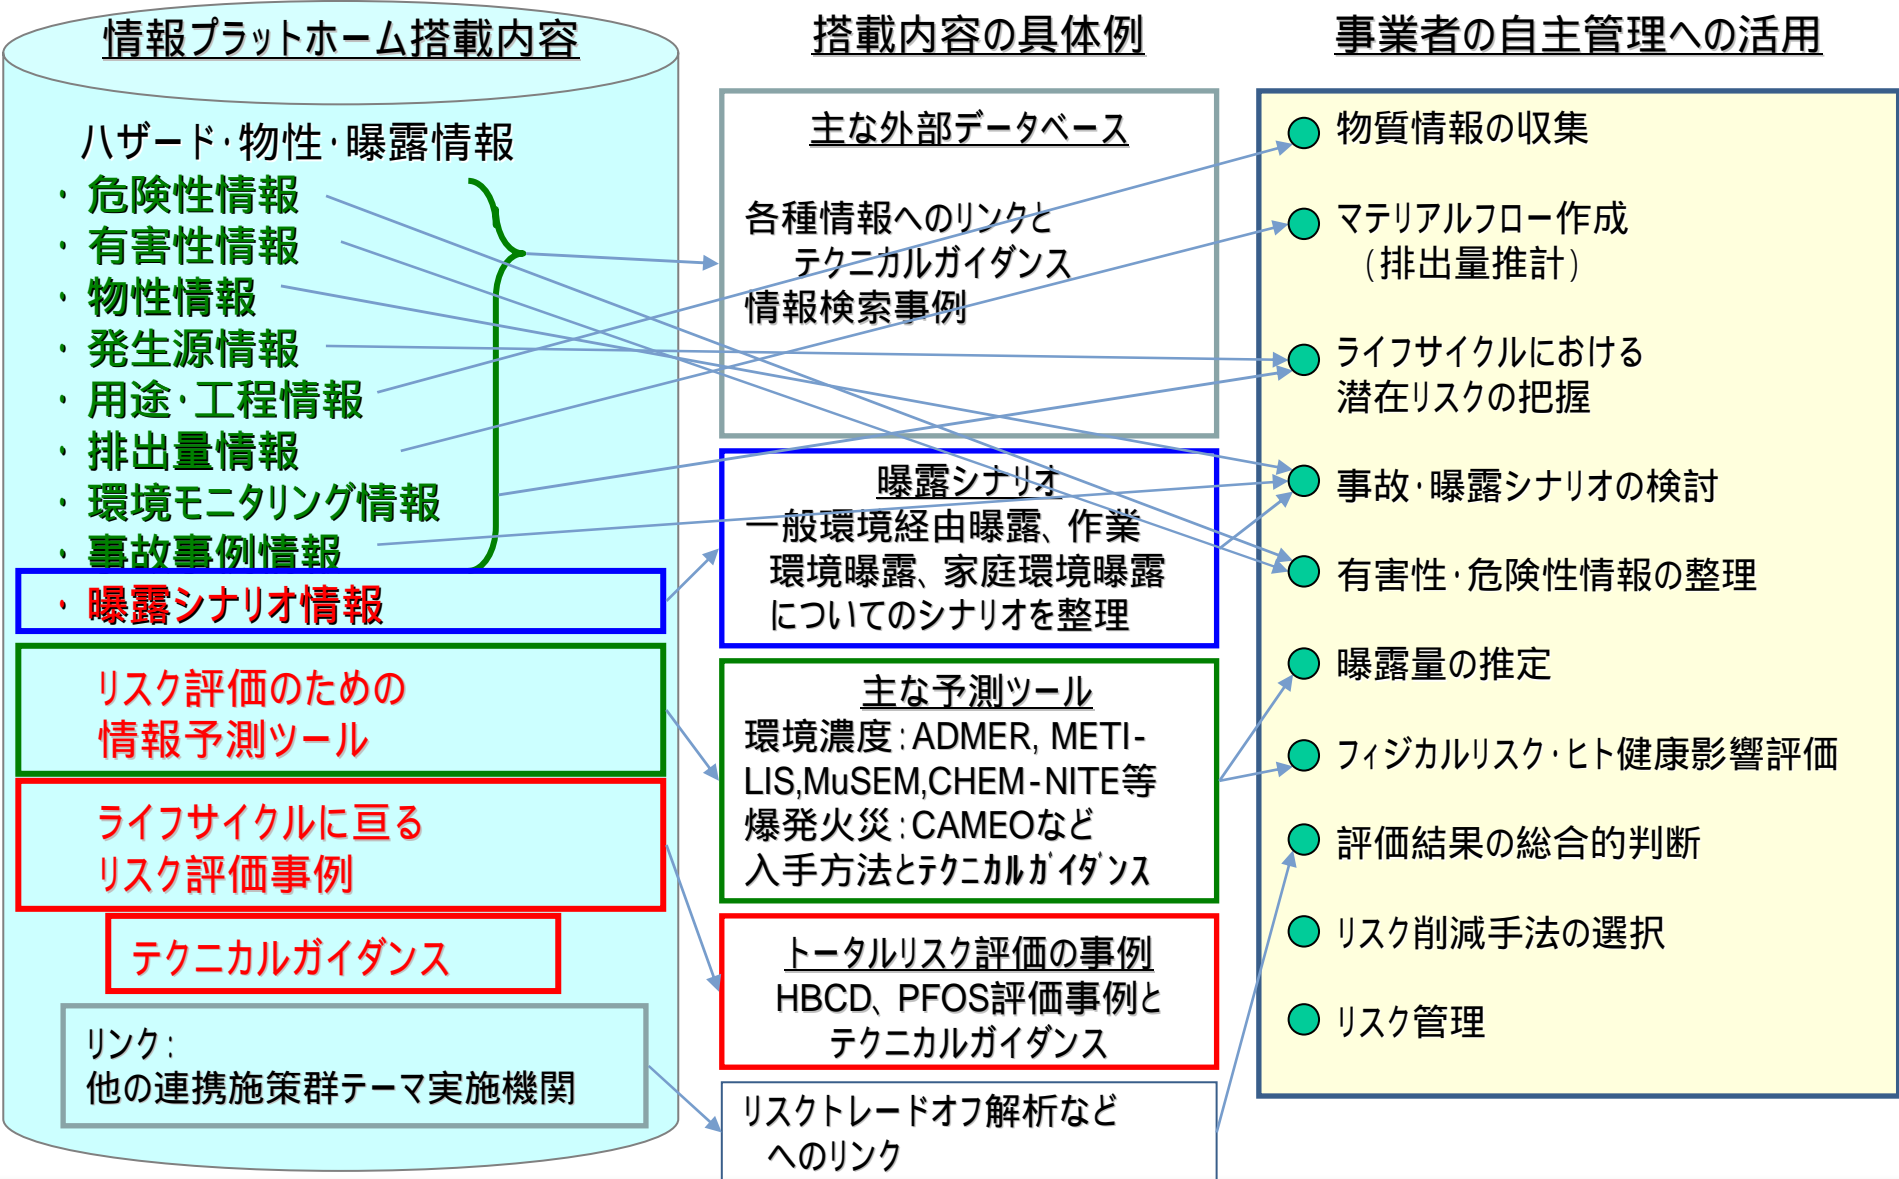 情報プラットホーム搭載内容
ハザード・物性・曝露情報
・ 危険性情報
・ 有害性情報
・ 物性情報
・ 発生源情報
・ 用途・工程情報
・ 排出量情報
・ 環境モニタリング情報
・ 事故事例情報
・ 曝露シナリオ情報
リスク評価のための
情報予測ツール
ライフサイクルに亘る
リスク評価事例
テクニカルガイダンス
リンク：
他の連携施策群テーマ実施機関
搭載内容の具体例
主な外部データベース
各種情報へのリンクと
テクニカルガイダンス
情報検索事例
曝露シナリオ
一般環境経由曝露、作業
環境曝露、家庭環境曝露
についてのシナリオを整理
主な予測ツール
環境濃度：ADMER, METI-
LIS,MuSEM,CHEM-NITE等
爆発火災：CAMEOなど
入手方法とﾃｸﾆｶﾙｶﾞｲﾀﾞﾝｽ
トータルリスク評価の事例
HBCD、PFOS評価事例と
テクニカルガイダンス
リスクトレードオフ解析など
へのリンク
事業者の自主管理への活用
物質情報の収集
マテリアルフロー作成
（排出量推計）
ライフサイクルにおける
潜在リスクの把握
事故・曝露シナリオの検討
有害性・危険性情報の整理
曝露量の推定
フィジカルリスク・ヒト健康影響評価
評価結果の総合的判断
リスク削減手法の選択
リスク管理